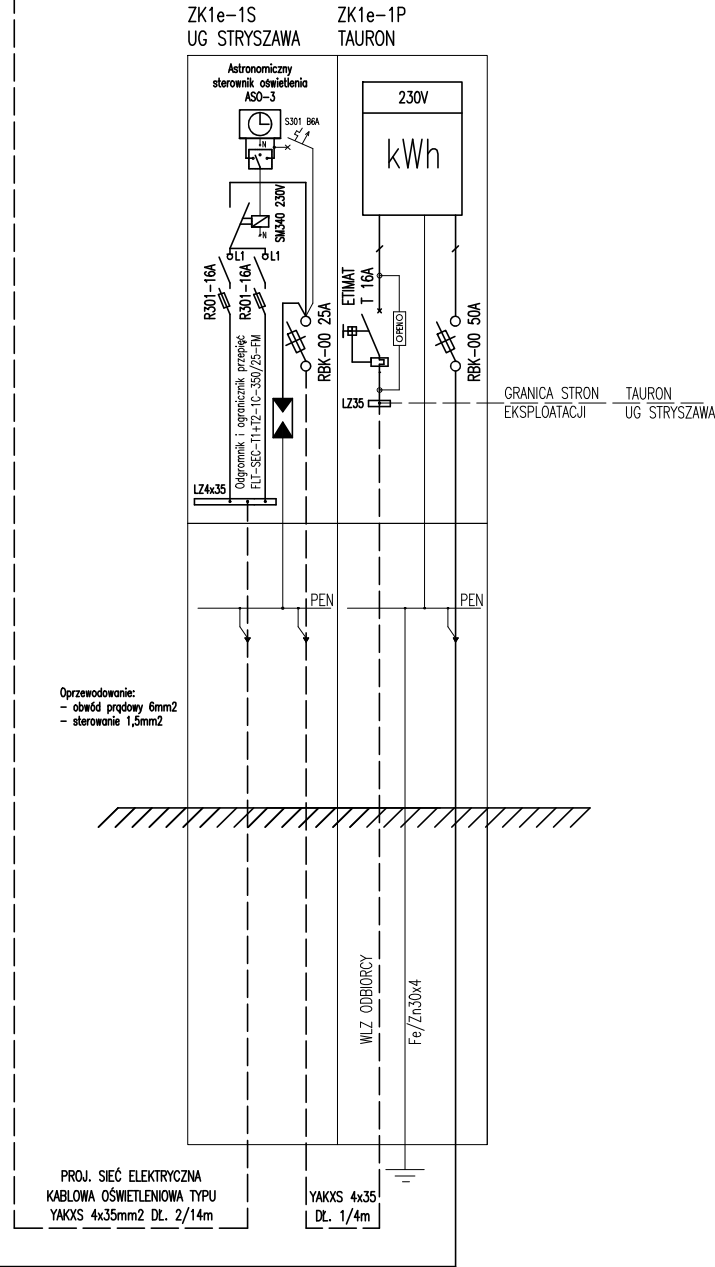 ZK1e-1S
UG STRYSZAWA
ZK1e-1P
TAURON
Astronomiczny
sterownik oświetlenia
ASO-3
S301 B6A
N
SM340 230V
N
L1
L1
R301-16A
R301-16A
Odgromnik i ogranicznik przepięć
FLT-SEC-T1+T2-1C-350/25-FM
RBK-00 25A
LZ4x35
230V
kWh
ETIMAT
T 16A
OPENO
RBK-00 50A
LZ35
GRANICA STRON
EKSPLOATACJI
TAURON
UG STRYSZAWA
PEN
PEN
Oprzewodowanie:
- obwód prądowy 6mm2
- sterowanie 1,5mm2
WLZ ODBIORCY
Fe/Zn30x4
PROJ. SIEĆ ELEKTRYCZNA
KABLOWA OŚWIETLENIOWA TYPU
YAKXS 4x35mm2 DŁ. 2/14m
YAKXS 4x35
DŁ. 1/4m